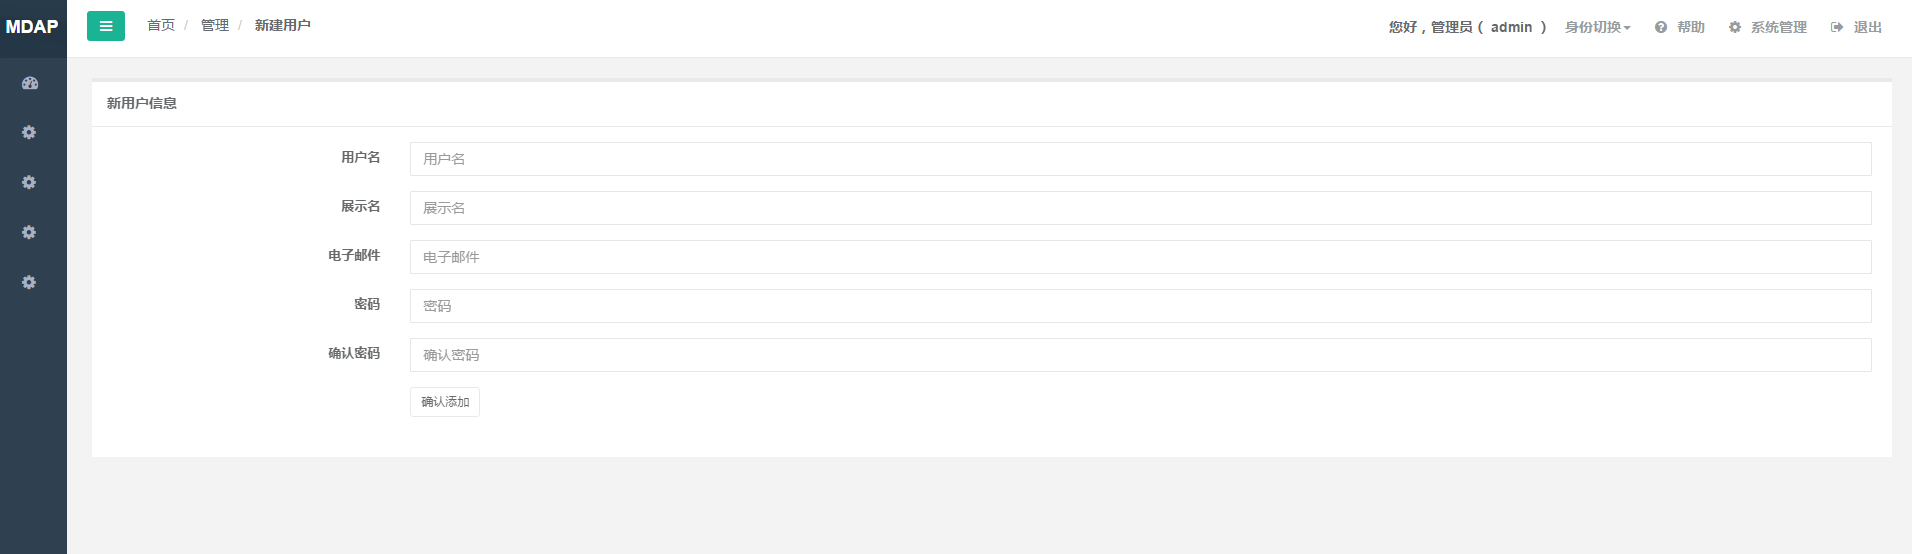 MDAP
首页 / 管理 / 新建用户
您好，管理员（ admin ） 身份切换 帮助 系统管理 退出
新用户信息
用户名 用户名
展示名 展示名
电子邮件 电子邮件
密码 密码
确认密码 确认密码
确认添加